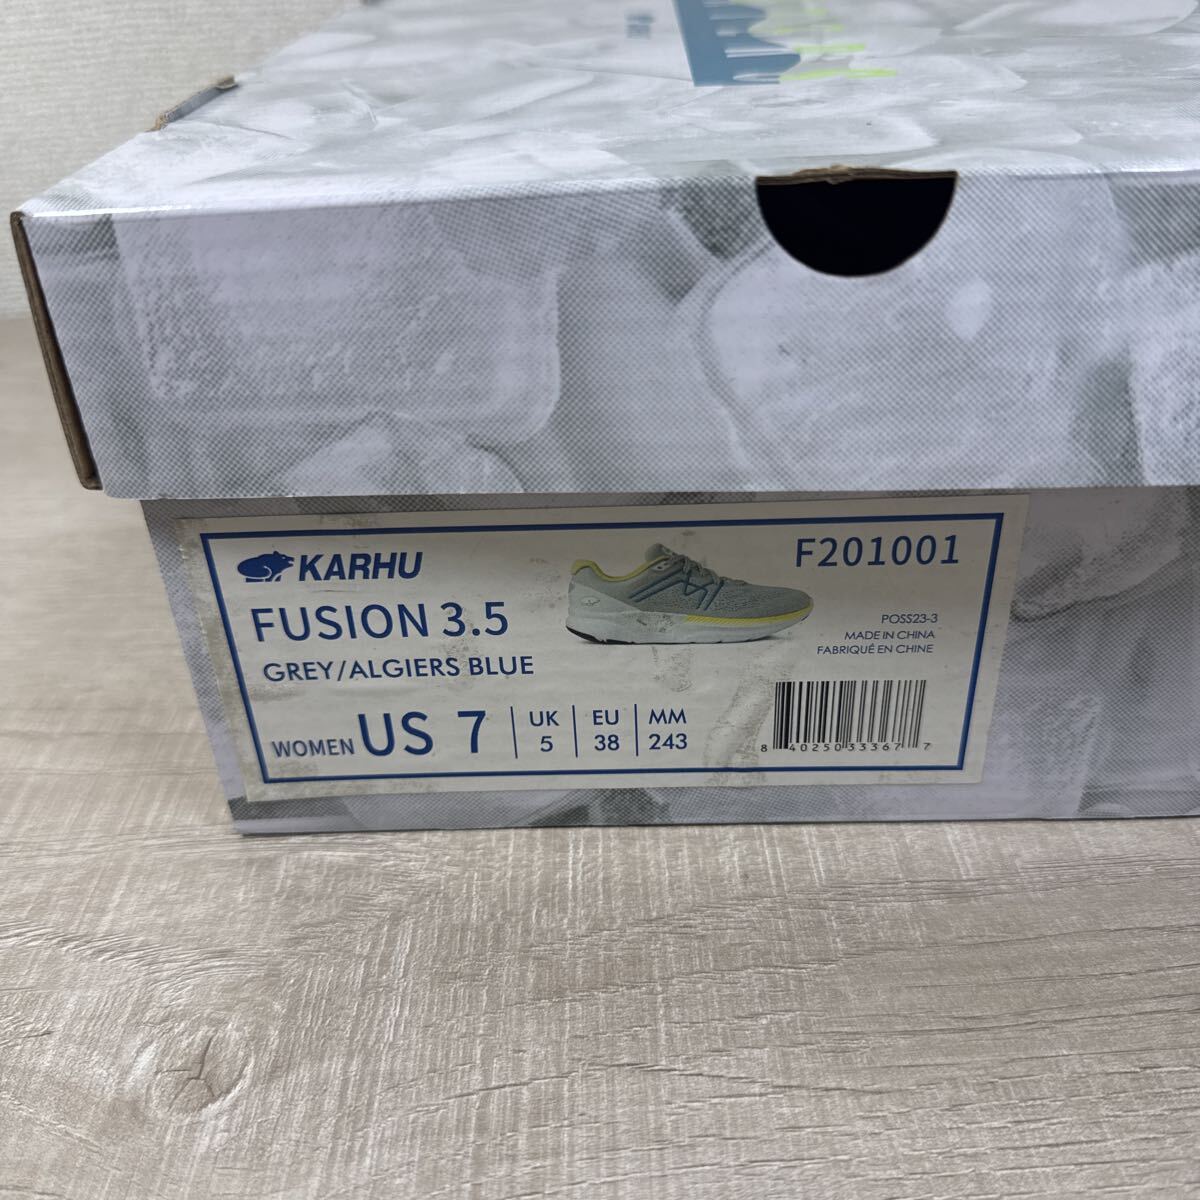 KARHU
F201001
FUSION 3.5
GREY/ALGIERS BLUE
POSS23-3
MADE IN CHINA
FABRIQUÉ EN CHINE
WOMEN US 7
UK 5
EU 38
MM 243
8 40250 33367 7